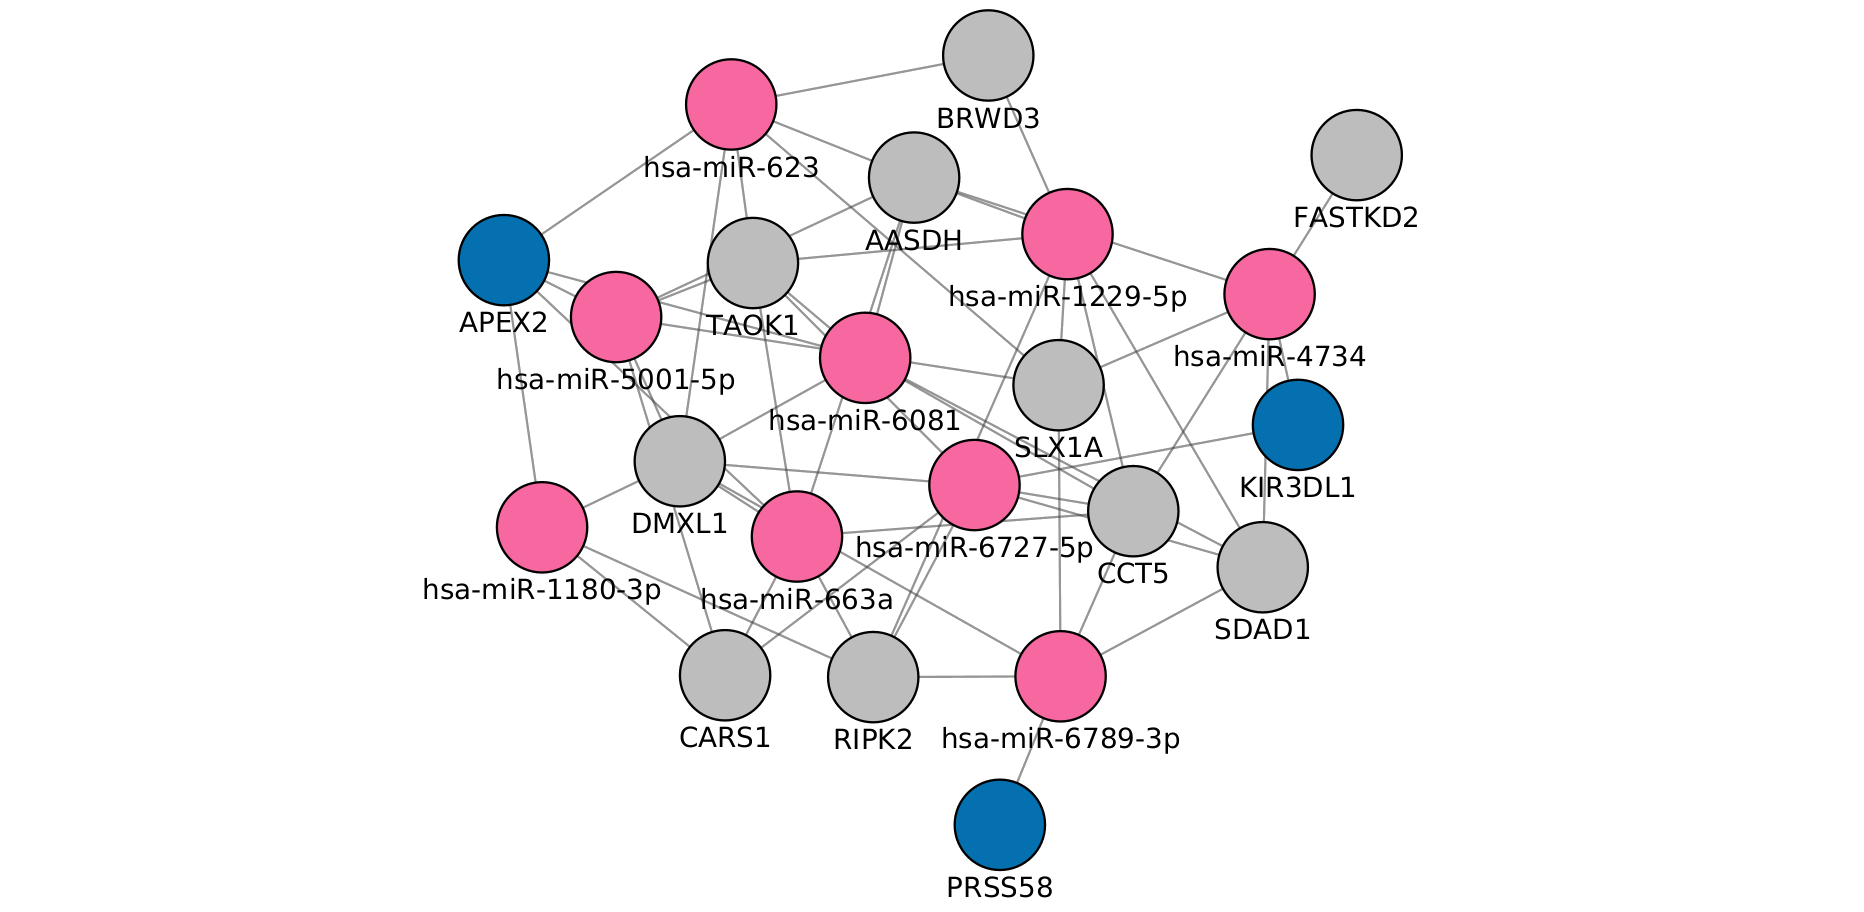 BRWD3
hsa-miR-623
FASTKD2
AASDH
hsa-miR-1229-5p
APEX2
TAOK1
hsa-miR-4734
hsa-miR-5001-5p
hsa-miR-6081
SLX1A
KIR3DL1
DMXL1
hsa-miR-6727-5p
CCT5
hsa-miR-1180-3p
hsa-miR-663a
SDAD1
CARS1
RIPK2
hsa-miR-6789-3p
PRSS58